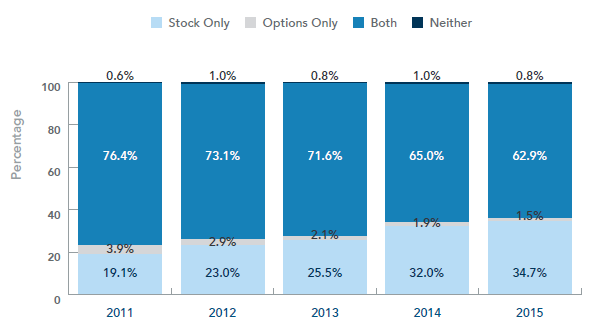 Stock Only Options Only Both Neither
0.6% 1.0% 0.8% 1.0% 0.8%
100
80
Percentage
76.4% 73.1% 71.6% 65.0% 62.9%
60
40
3.9% 2.9% 2.1% 1.9% 1.5%
20
19.1% 23.0% 25.5% 32.0% 34.7%
0
2011 2012 2013 2014 2015